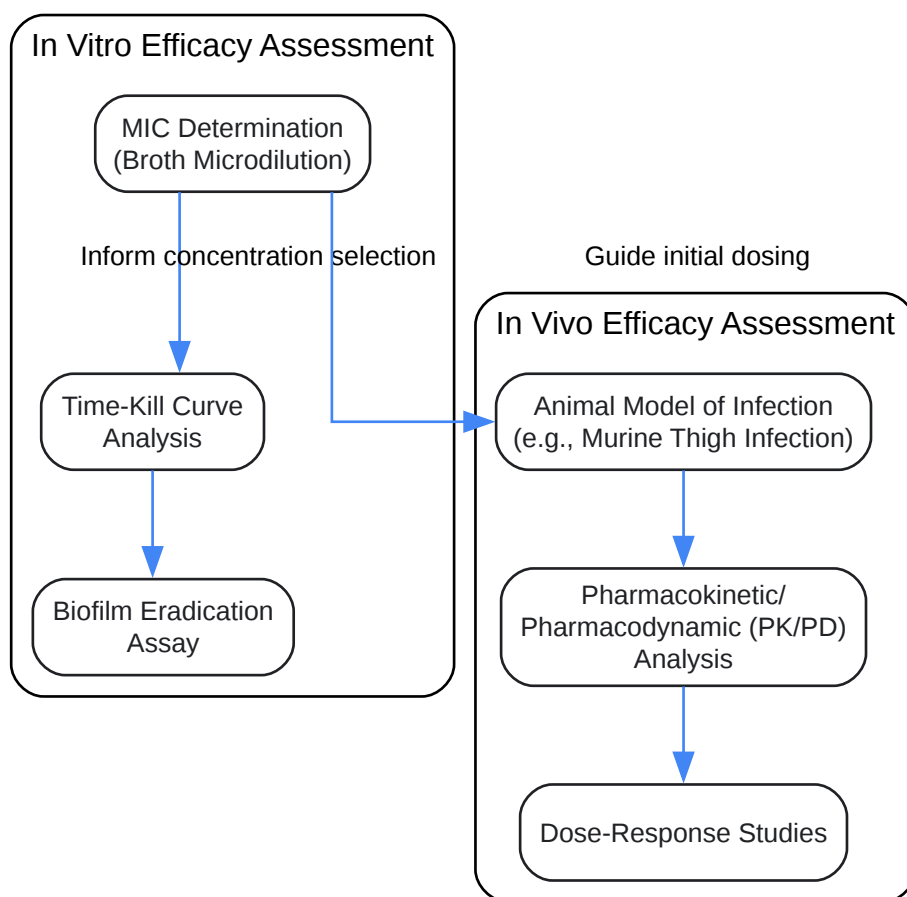 In Vitro Efficacy Assessment
MIC Determination
(Broth Microdilution)
Inform concentration selection
Time-Kill Curve
Analysis
Biofilm Eradication
Assay
Guide initial dosing
In Vivo Efficacy Assessment
Animal Model of Infection
(e.g., Murine Thigh Infection)
Pharmacokinetic/
Pharmacodynamic (PK/PD)
Analysis
Dose-Response Studies